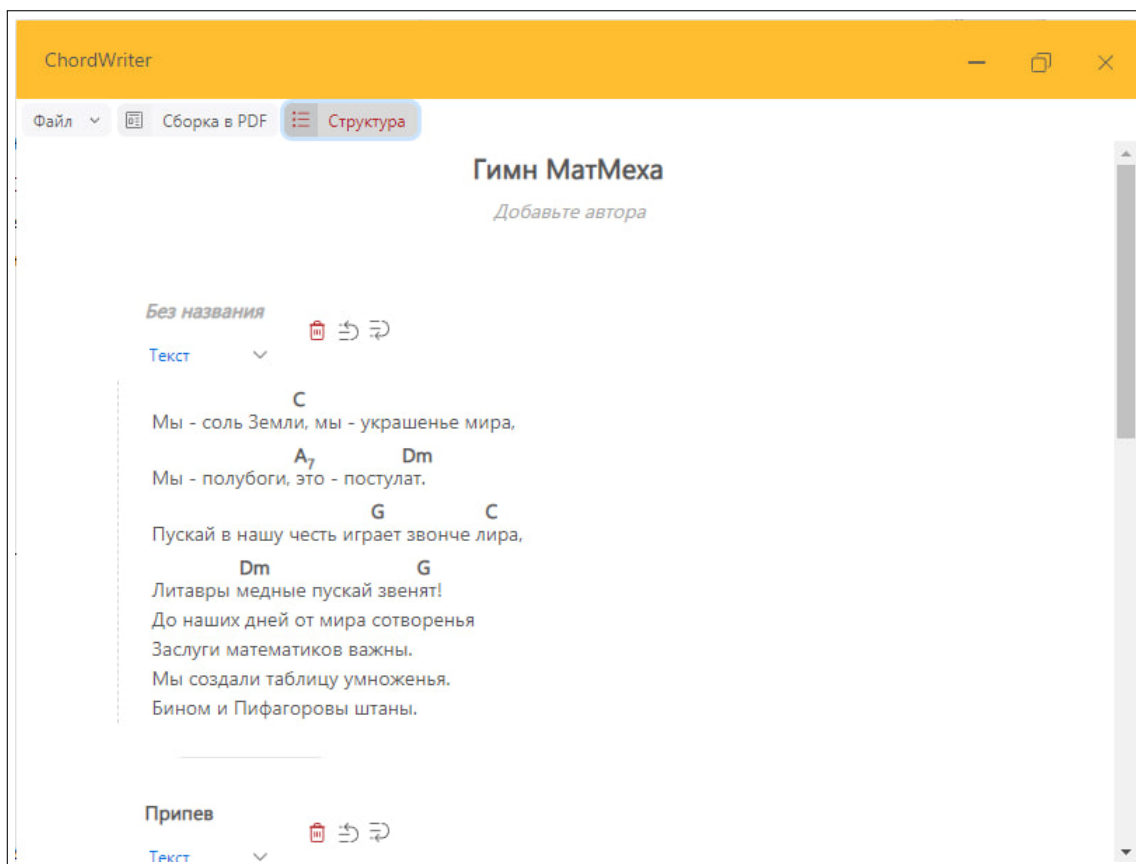 ChordWriter
Файл Сборка в PDF Структура
Гимн МатМеха
Добавьте автора
Без названия
Текст
C
Мы - соль Земли, мы - украшенье мира,
A7 Dm
Мы - полубоги, это - постулат.
G C
Пускай в нашу честь играет звонче лира,
Dm G
Литавры медные пускай звенят!
До наших дней от мира сотворенья
Заслуги математиков важны.
Мы создали таблицу умноженья.
Бином и Пифагоровы штаны.
Припев
Текст